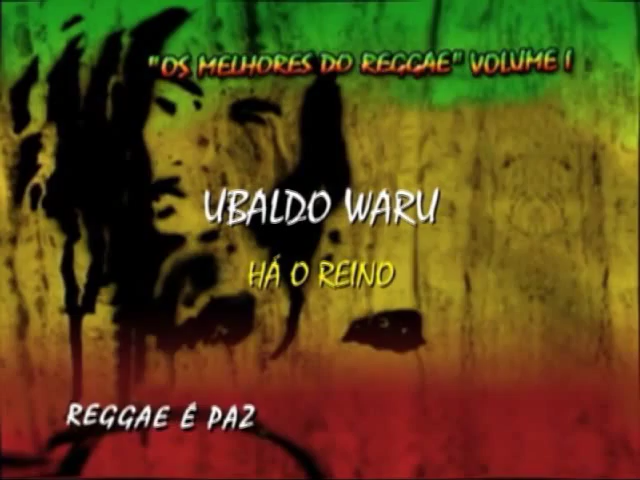 "OS MELHORES DO REGGAE" VOLUME I
UBALDO WARU
HÁ O REINO
REGGAE É PAZ